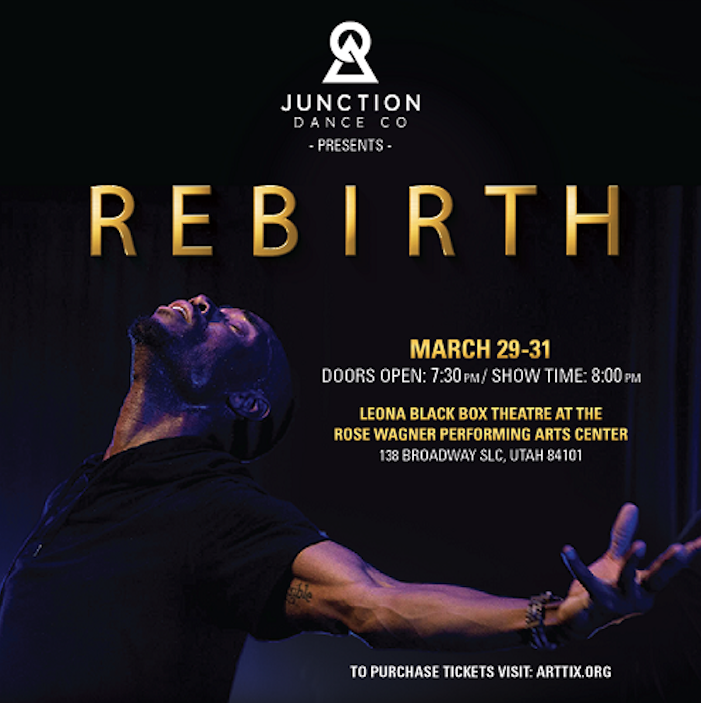 JUNCTION
DANCE CO
- PRESENTS -
REBIRTH
MARCH 29-31
DOORS OPEN: 7:30 PM / SHOW TIME: 8:00 PM
LEONA BLACK BOX THEATRE AT THE
ROSE WAGNER PERFORMING ARTS CENTER
138 BROADWAY SLC, UTAH 84101
TO PURCHASE TICKETS VISIT: ARTTIX.ORG